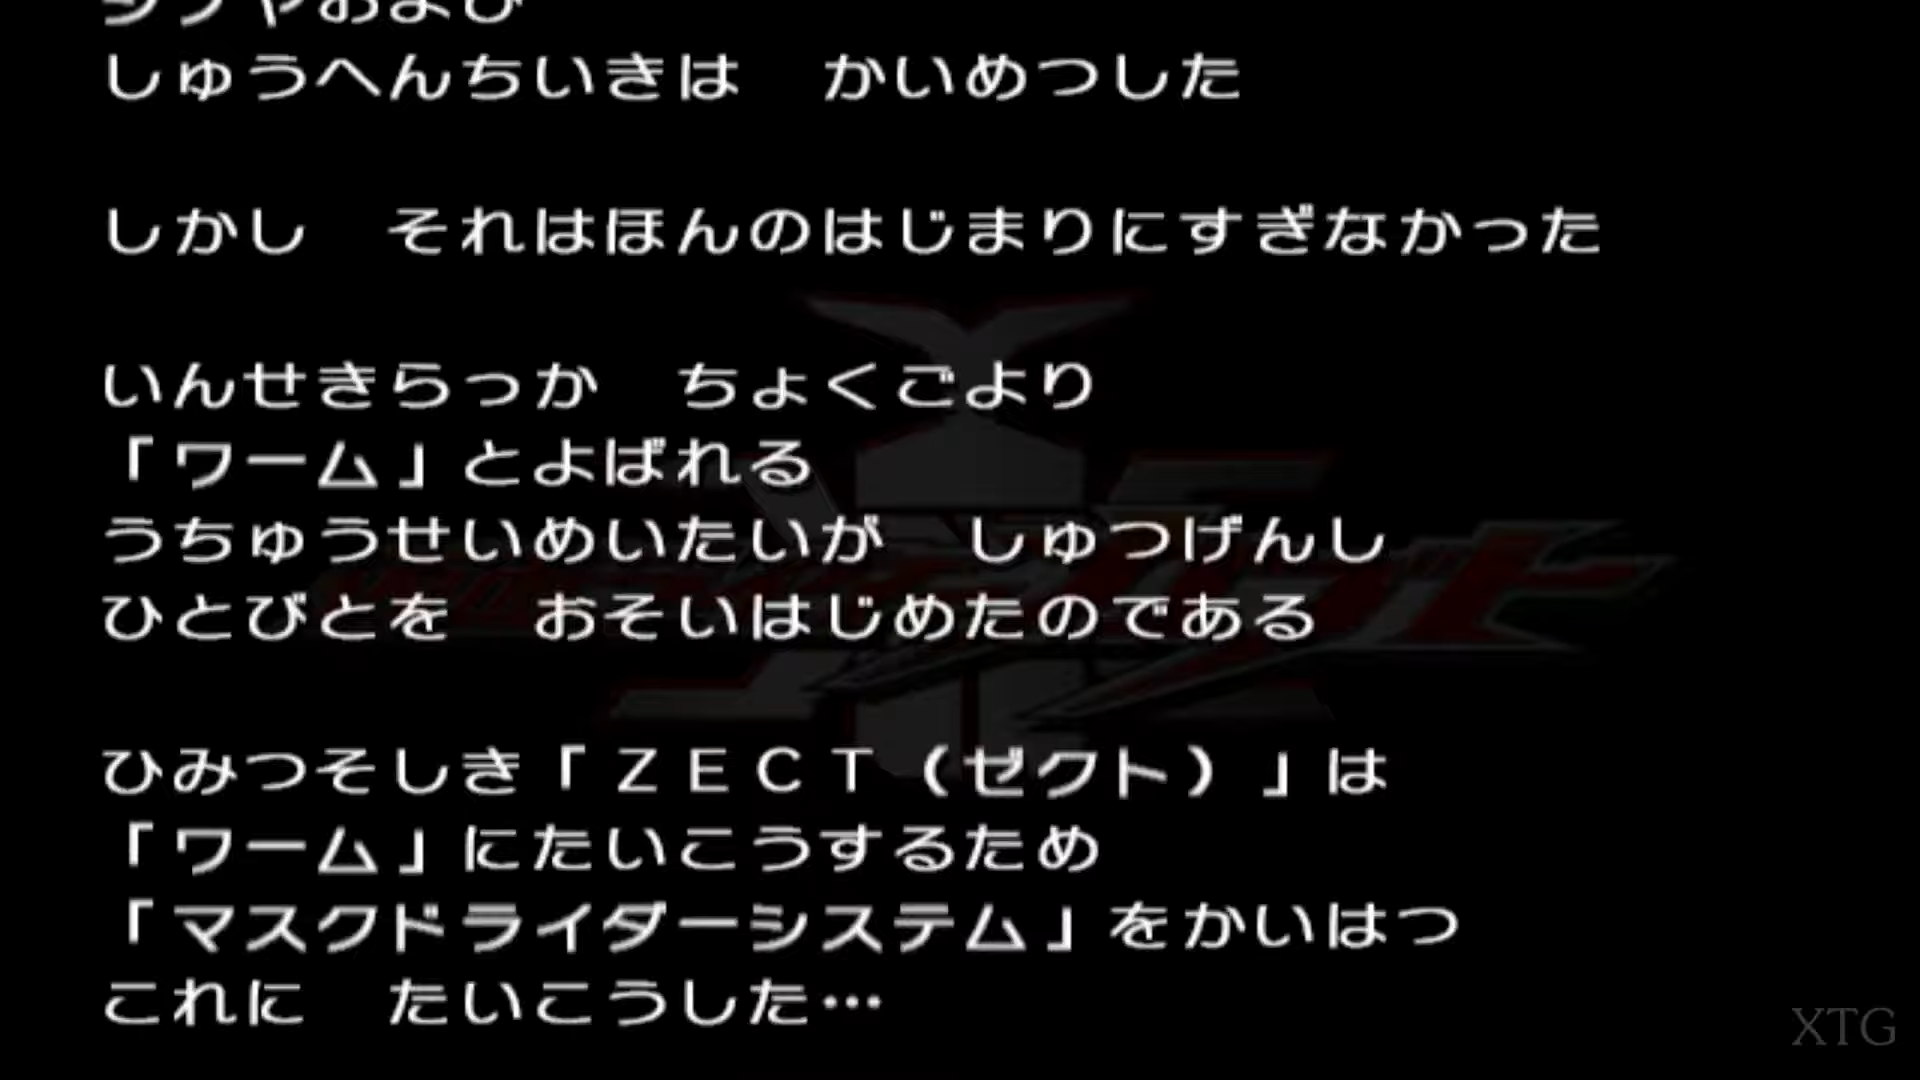 シブヤおよび
しゅうへんちいきは　かいめつした
しかし　それはほんのはじまりにすぎなかった
いんせきらっか　ちょくごより
「ワーム」とよばれる
うちゅうせいめいたいが　しゅつげんし
ひとびとを　おそいはじめたのである
ひみつそしき「ＺＥＣＴ（ゼクト）」は
「ワーム」にたいこうするため
「マスクドライダーシステム」をかいはつ
これに　たいこうした…
XTG